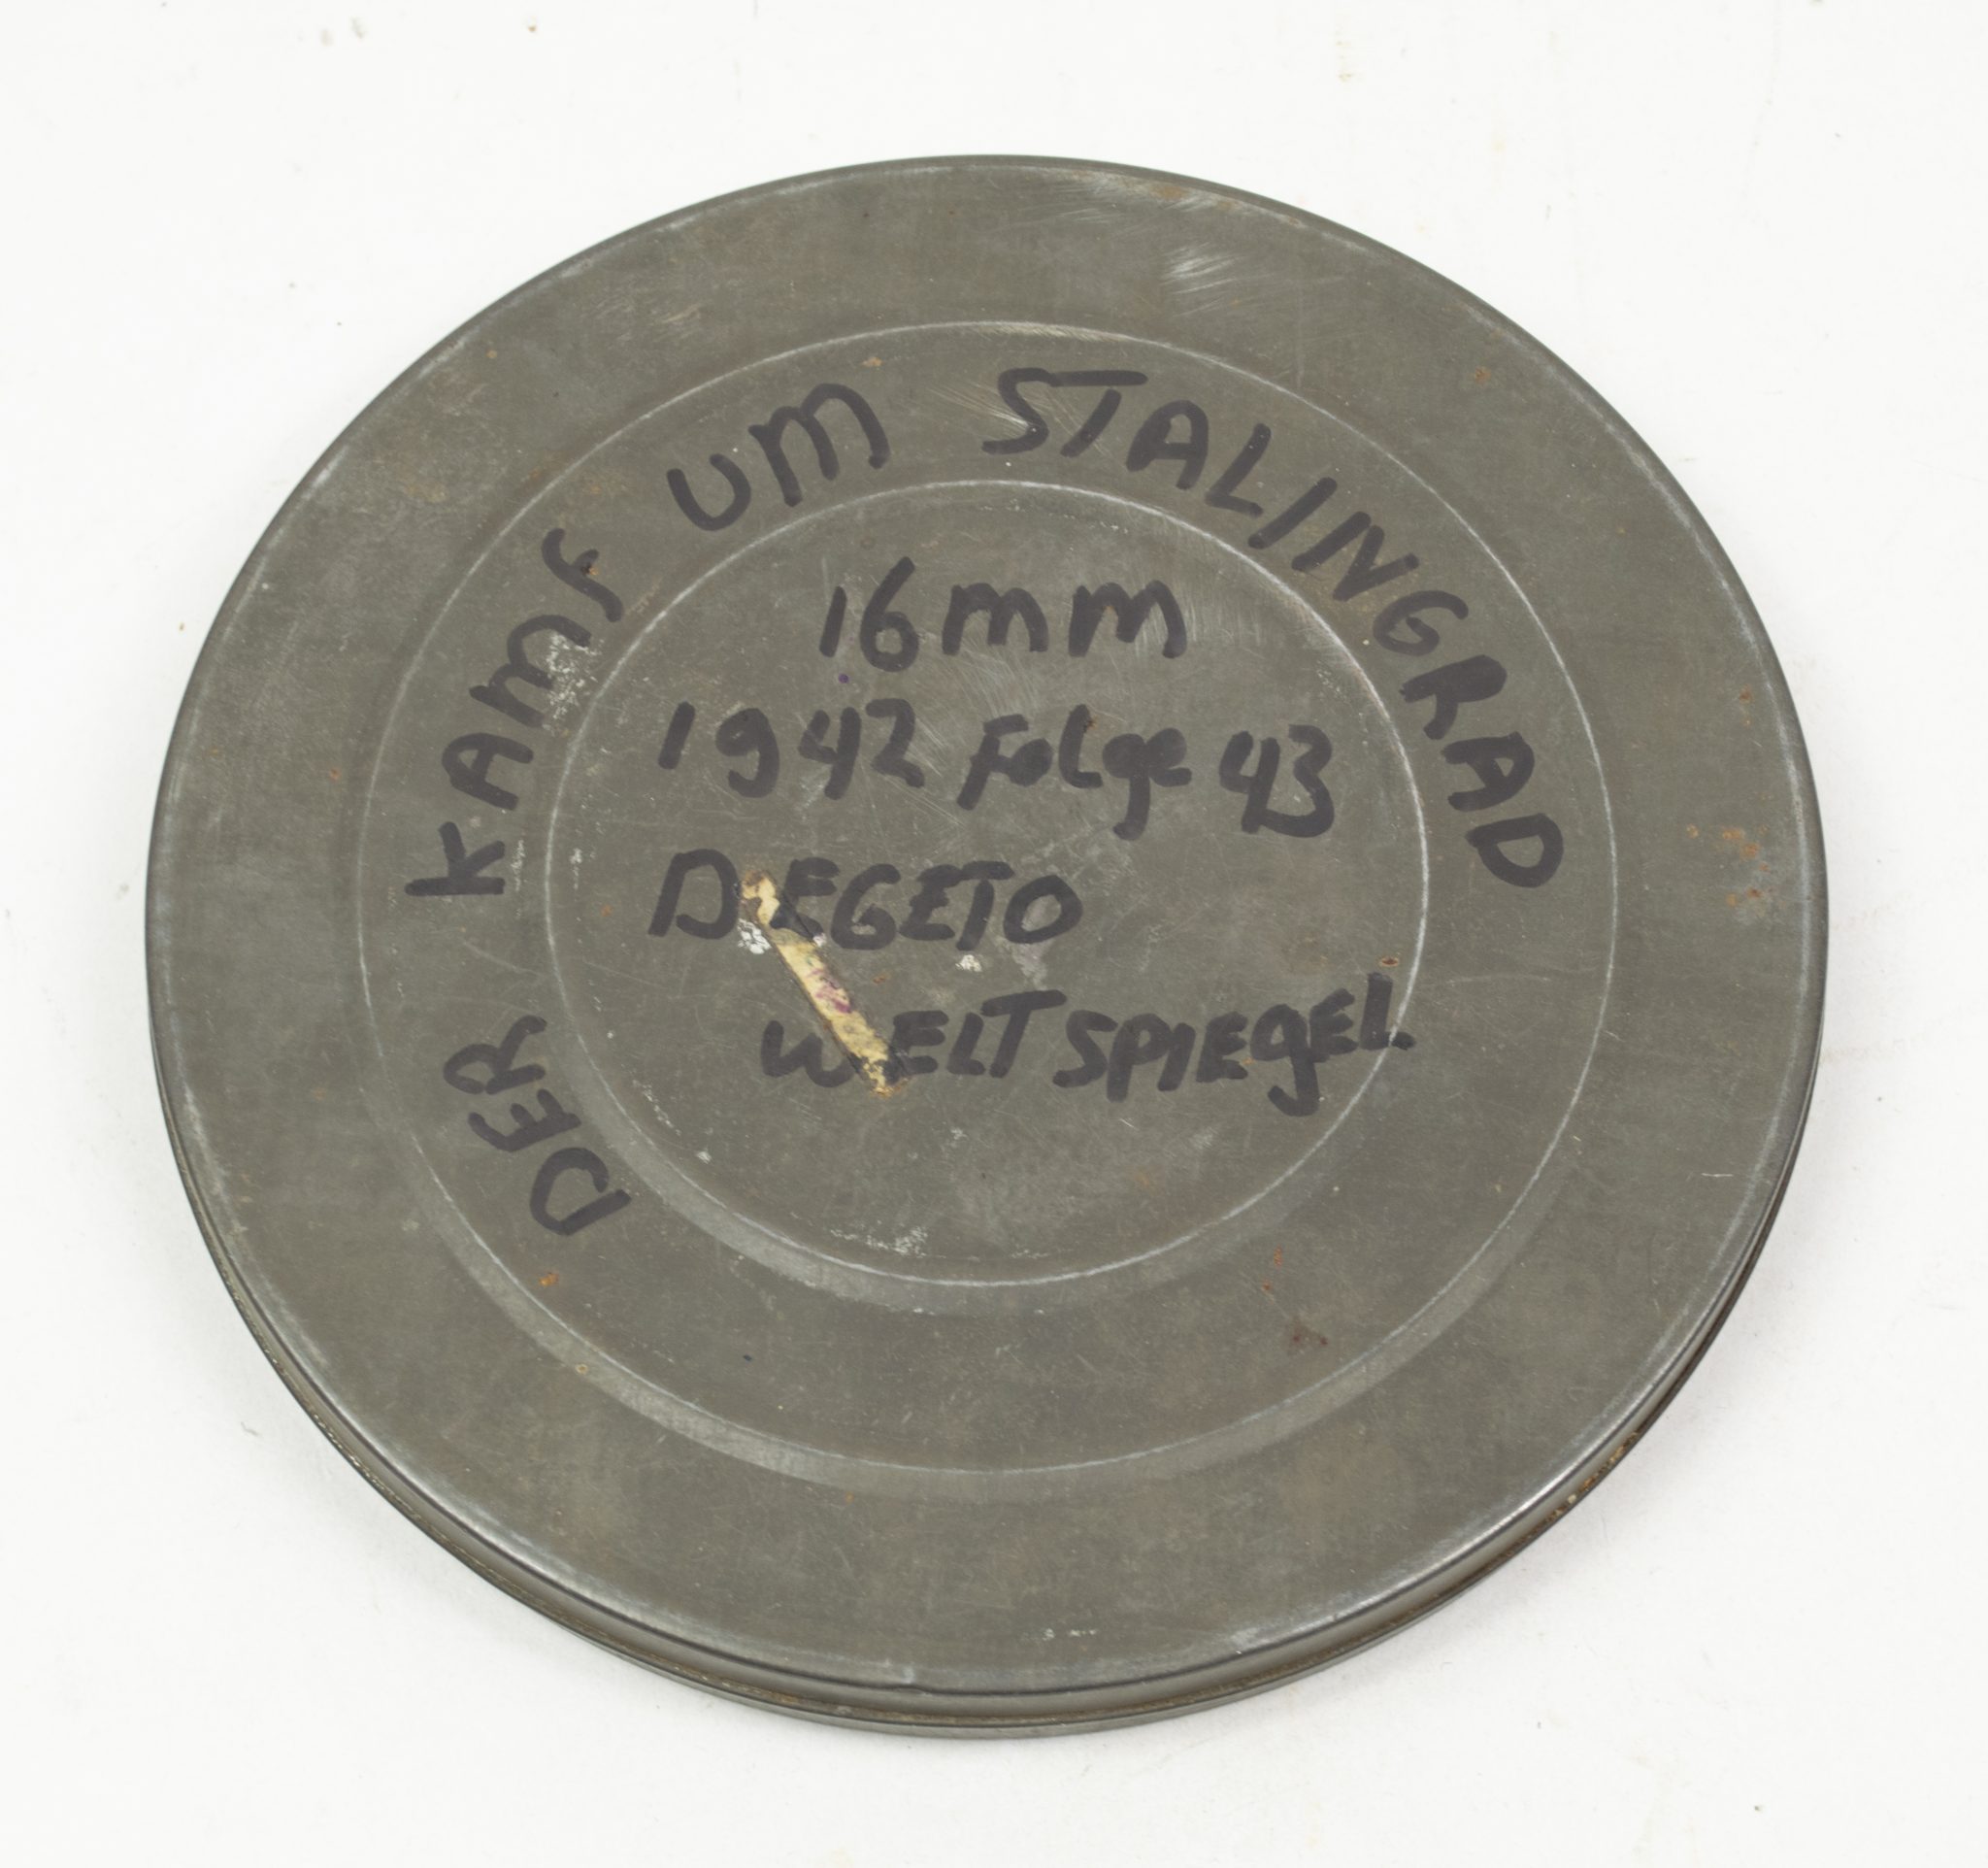 DER KAMF UM STALINGRAD
16mm
1942 Folge 43
DEGETO
WELTSPIEGEL